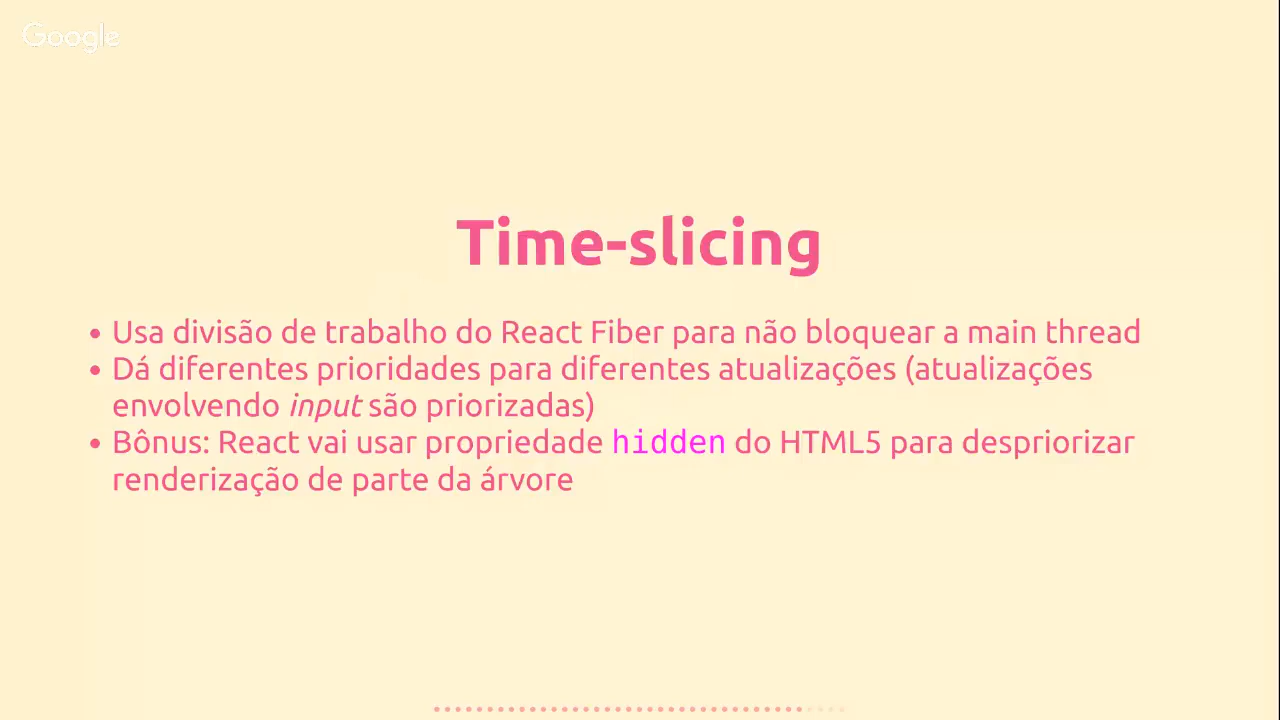 Google
Time-slicing
• Usa divisão de trabalho do React Fiber para não bloquear a main thread
• Dá diferentes prioridades para diferentes atualizações (atualizações
envolvendo input são priorizadas)
• Bônus: React vai usar propriedade hidden do HTML5 para despriorizar
renderização de parte da árvore